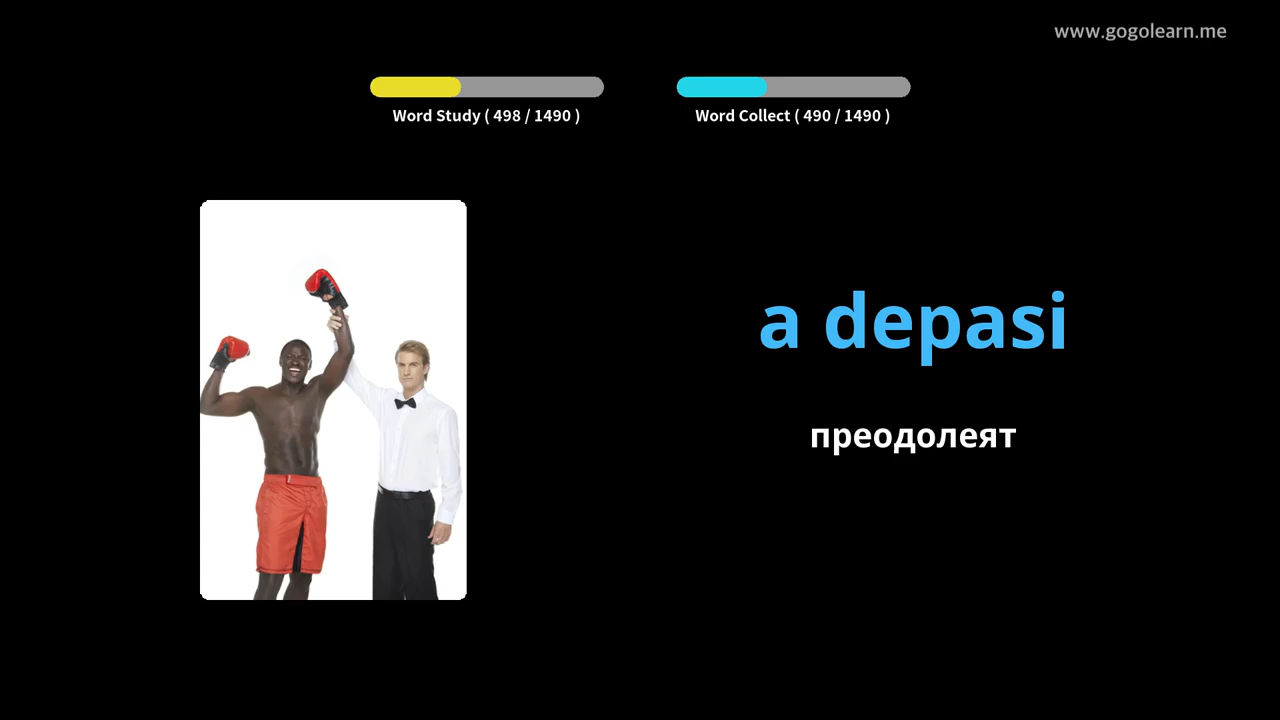 www.gogolearn.me
Word Study ( 498 / 1490 )
Word Collect ( 490 / 1490 )
a depasi
преодолеят